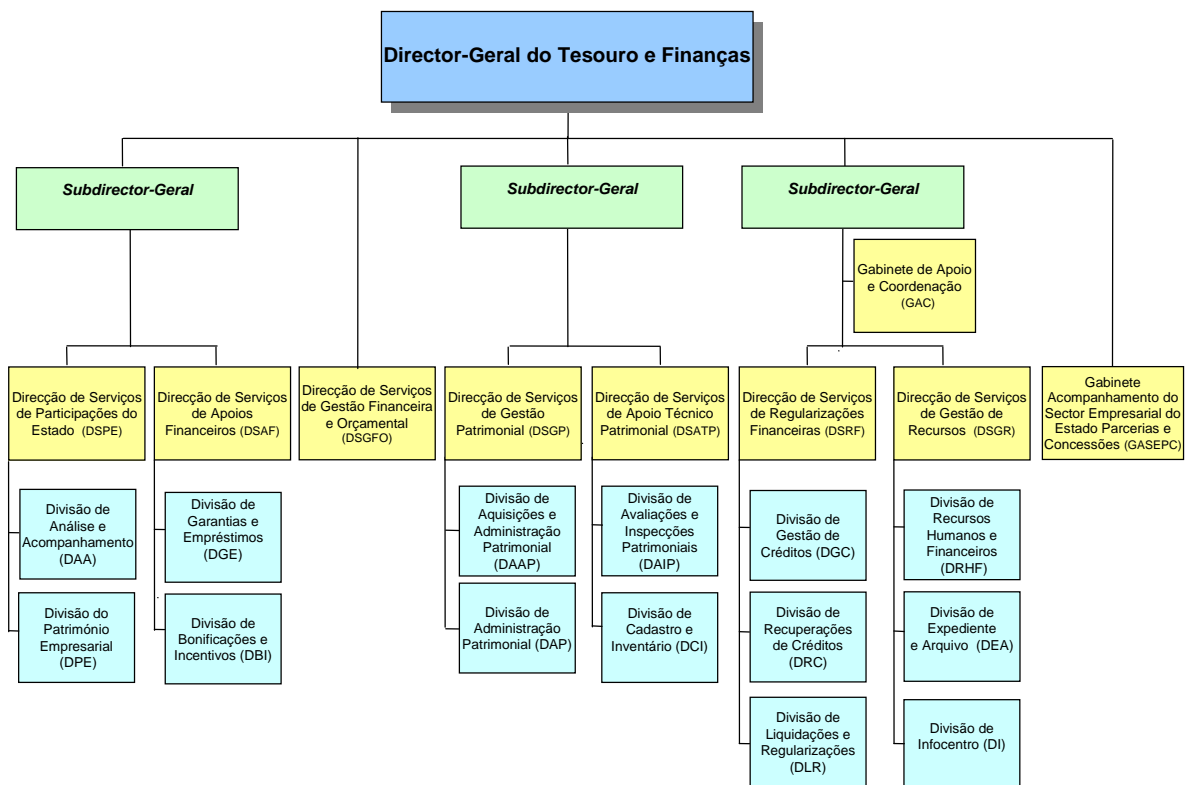 Director-Geral do Tesouro e Finanças
Subdirector-Geral
Subdirector-Geral
Subdirector-Geral
Gabinete de Apoio
e Coordenação
(GAC)
Direcção de Serviços
de Participações do
Estado (DSPE)
Direcção de Serviços
de Apoios
Financeiros (DSAF)
Direcção de Serviços
de Gestão Financeira
e Orçamental
(DSGFO)
Direcção de Serviços
de Gestão
Patrimonial (DSGP)
Direcção de Serviços
de Apoio Técnico
Patrimonial (DSATP)
Direcção de Serviços
de Regularizações
Financeiras (DSRF)
Direcção de Serviços
de Gestão de
Recursos (DSGR)
Gabinete
Acompanhamento do
Sector Empresarial do
Estado Parcerias e
Concessões (GASEPC)
Divisão de
Análise e
Acompanhamento
(DAA)
Divisão do
Património
Empresarial
(DPE)
Divisão de
Garantias e
Empréstimos
(DGE)
Divisão de
Bonificações e
Incentivos (DBI)
Divisão de
Aquisições e
Administração
Patrimonial
(DAAP)
Divisão de
Administração
Patrimonial (DAP)
Divisão de
Avaliações e
Inspecções
Patrimoniais
(DAIP)
Divisão de
Cadastro e
Inventário (DCI)
Divisão de
Gestão de
Créditos (DGC)
Divisão de
Recuperações
de Créditos
(DRC)
Divisão de
Liquidações e
Regularizações
(DLR)
Divisão de
Recursos
Humanos e
Financeiros
(DRHF)
Divisão de
Expediente
e Arquivo (DEA)
Divisão de
Infocentro (DI)